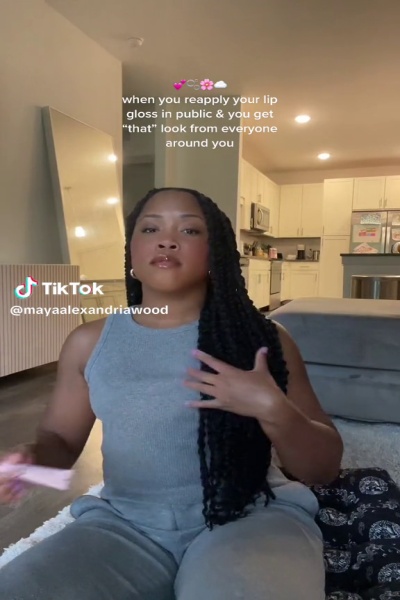 when you reapply your lip
gloss in public & you get
“that” look from everyone
around you
TikTok
@mayaalexandriawood